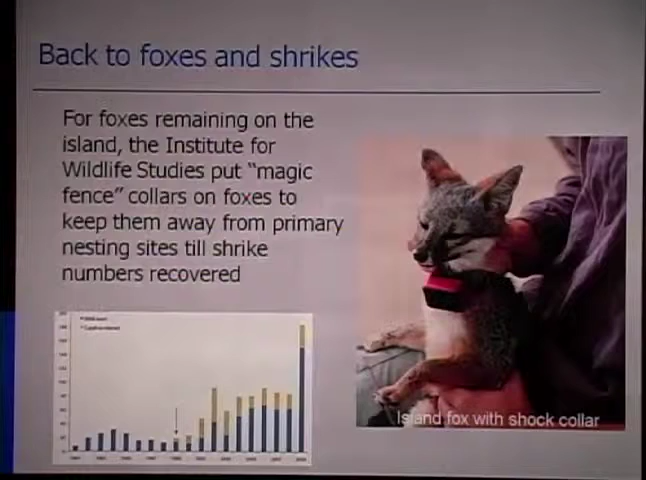 Back to foxes and shrikes
For foxes remaining on the
island, the Institute for
Wildlife Studies put "magic
fence" collars on foxes to
keep them away from primary
nesting sites till shrike
numbers recovered
Island fox with shock collar